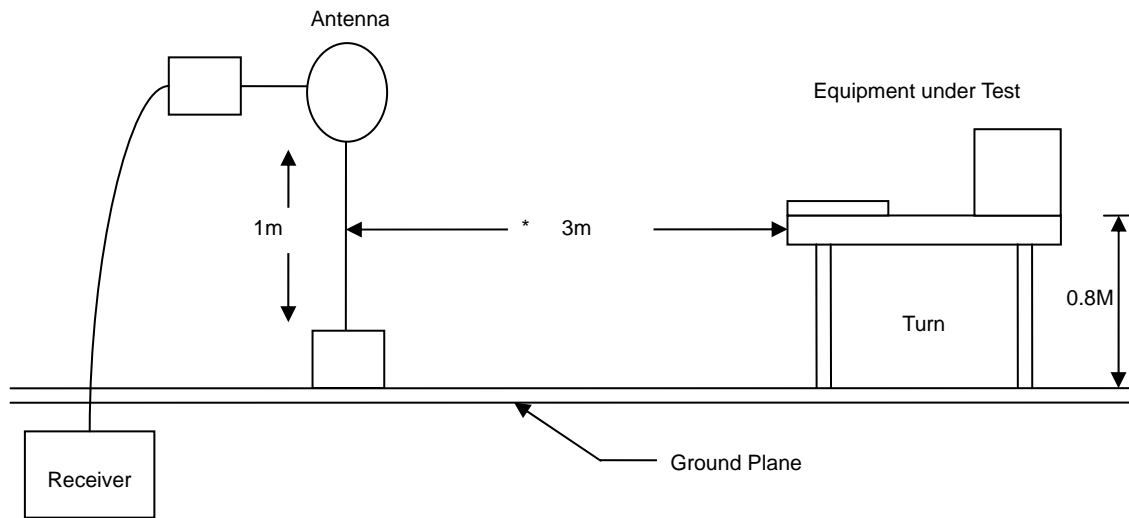 Antenna
Equipment under Test
1m
* 3m
0.8M
Turn
Receiver
Ground Plane